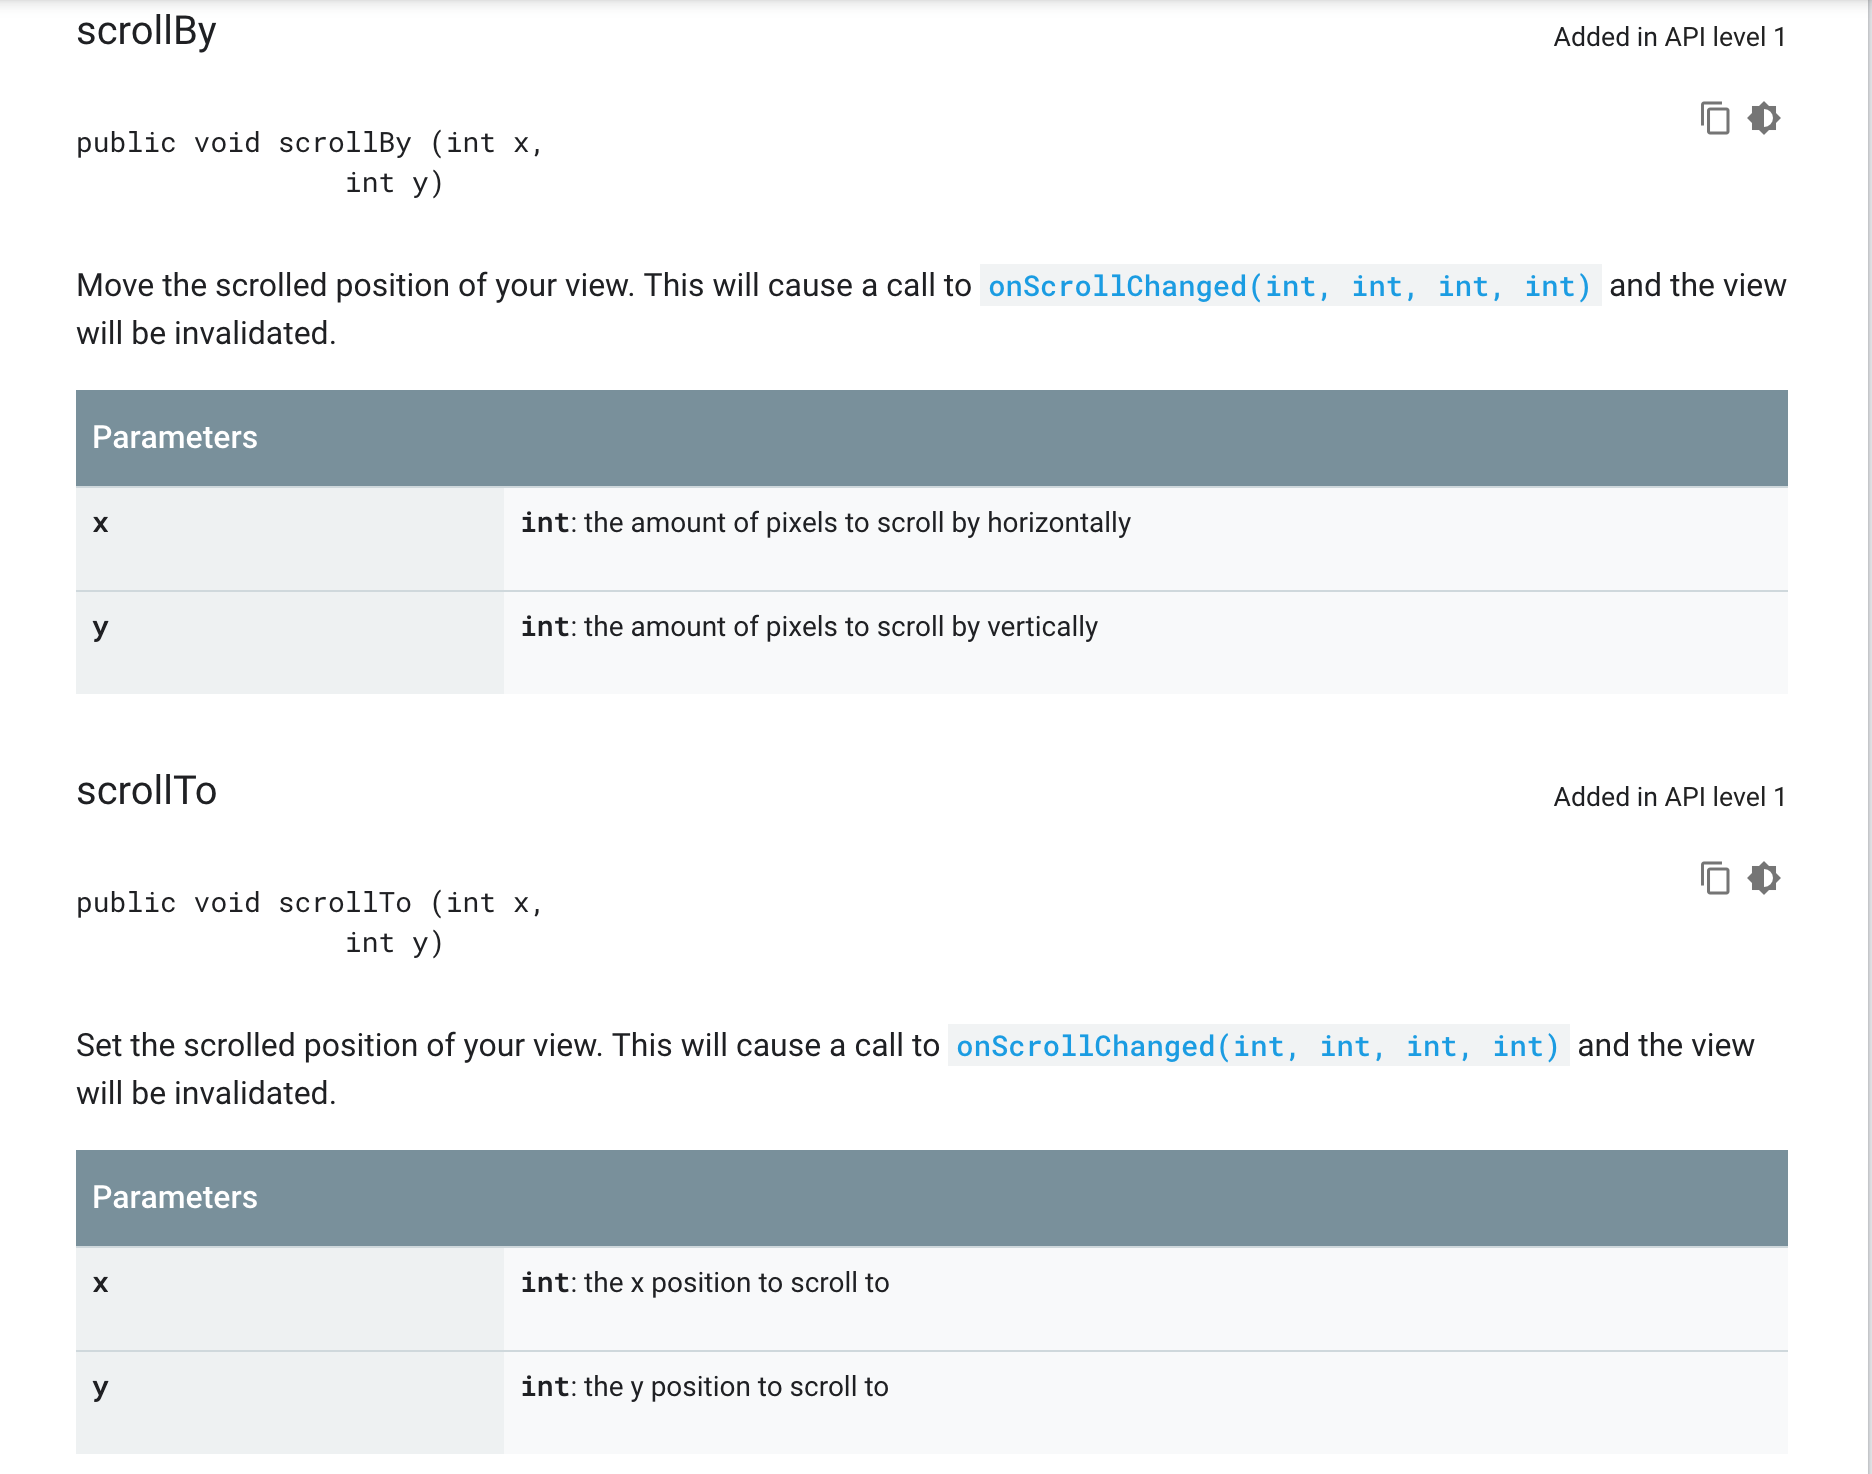 scrollBy
Added in API level 1
public void scrollBy (int x,
                int y)
Move the scrolled position of your view. This will cause a call to onScrollChanged(int, int, int, int) and the view
will be invalidated.
Parameters
x int: the amount of pixels to scroll by horizontally
y int: the amount of pixels to scroll by vertically
scrollTo
Added in API level 1
public void scrollTo (int x,
                int y)
Set the scrolled position of your view. This will cause a call to onScrollChanged(int, int, int, int) and the view
will be invalidated.
Parameters
x int: the x position to scroll to
y int: the y position to scroll to